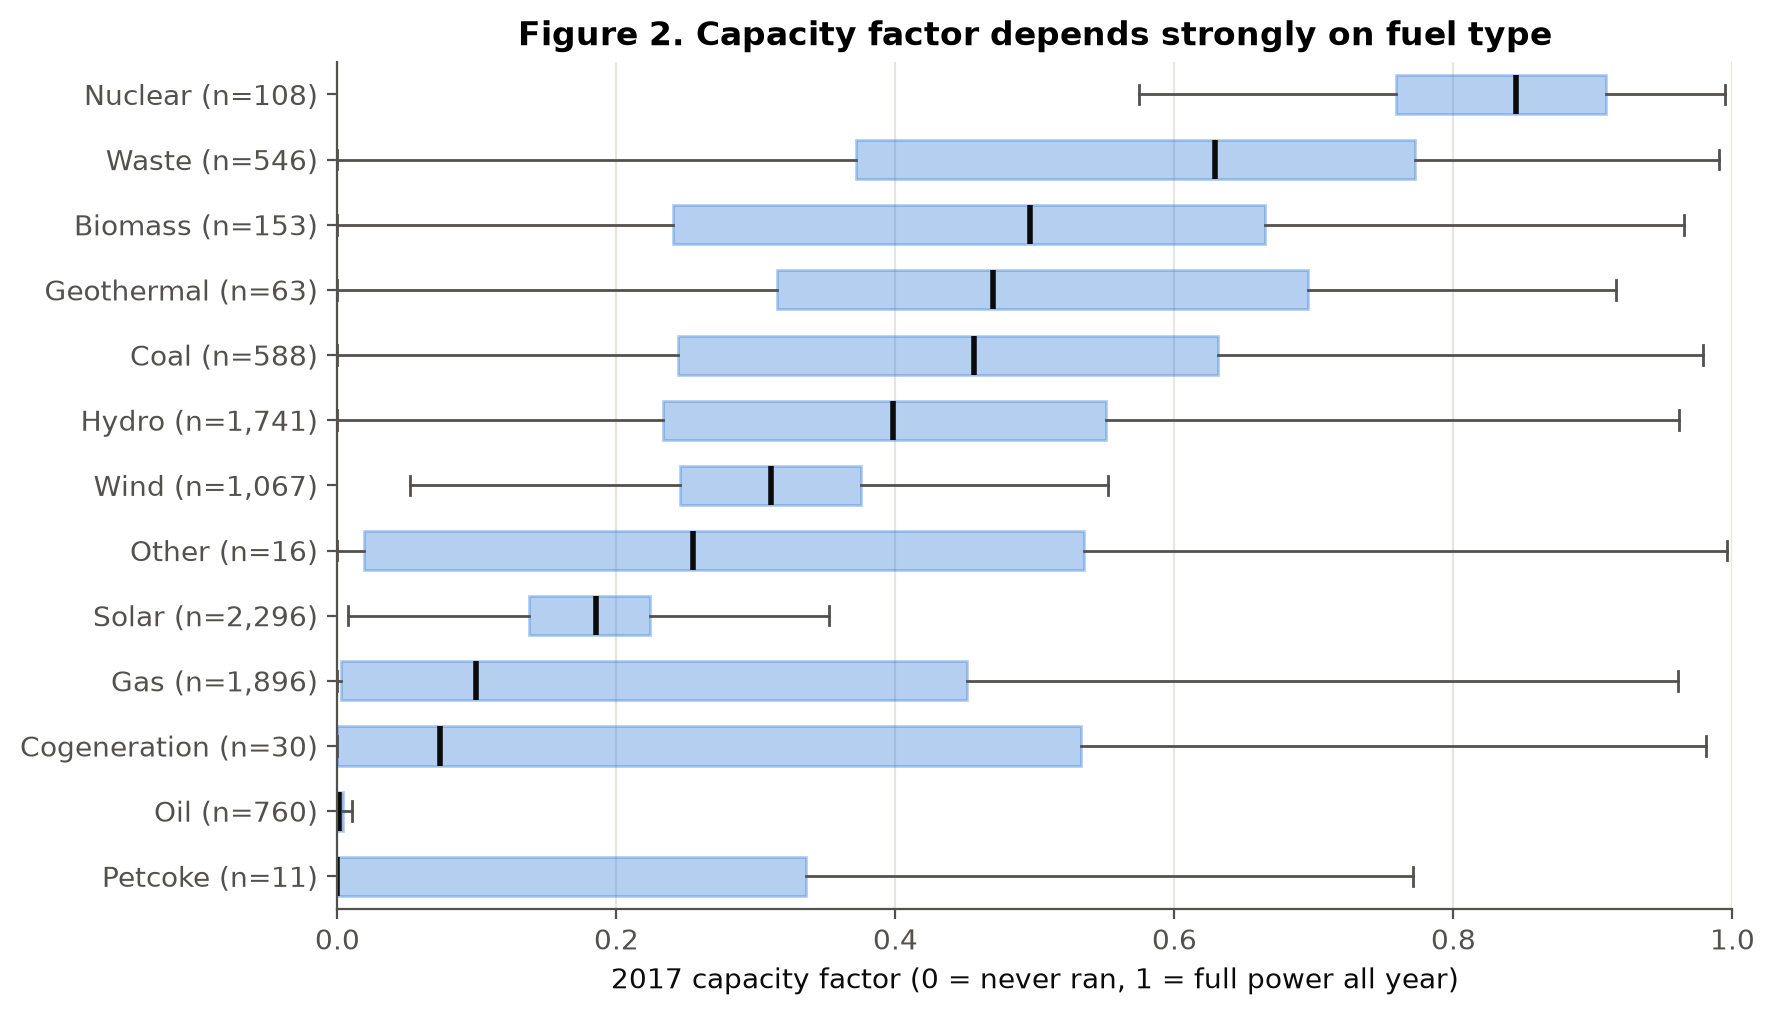 Figure 2. Capacity factor depends strongly on fuel type
Nuclear (n=108)
Waste (n=546)
Biomass (n=153)
Geothermal (n=63)
Coal (n=588)
Hydro (n=1,741)
Wind (n=1,067)
Other (n=16)
Solar (n=2,296)
Gas (n=1,896)
Cogeneration (n=30)
Oil (n=760)
Petcoke (n=11)
0.0 0.2 0.4 0.6 0.8 1.0
2017 capacity factor (0 = never ran, 1 = full power all year)